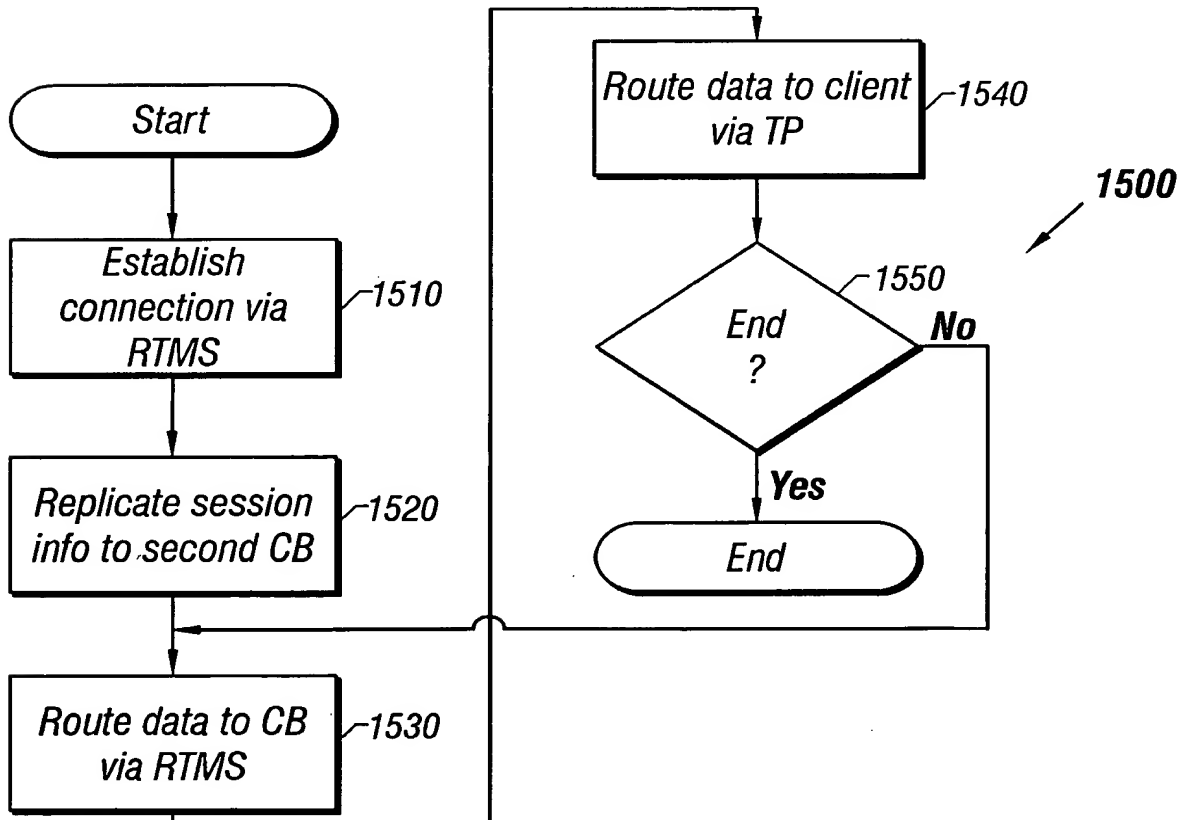 Start
Establish
connection via
RTMS
1510
Replicate session
info to second CB
1520
Route data to CB
via RTMS
1530
Route data to client
via TP
1540
1500
End
?
1550
No
Yes
End